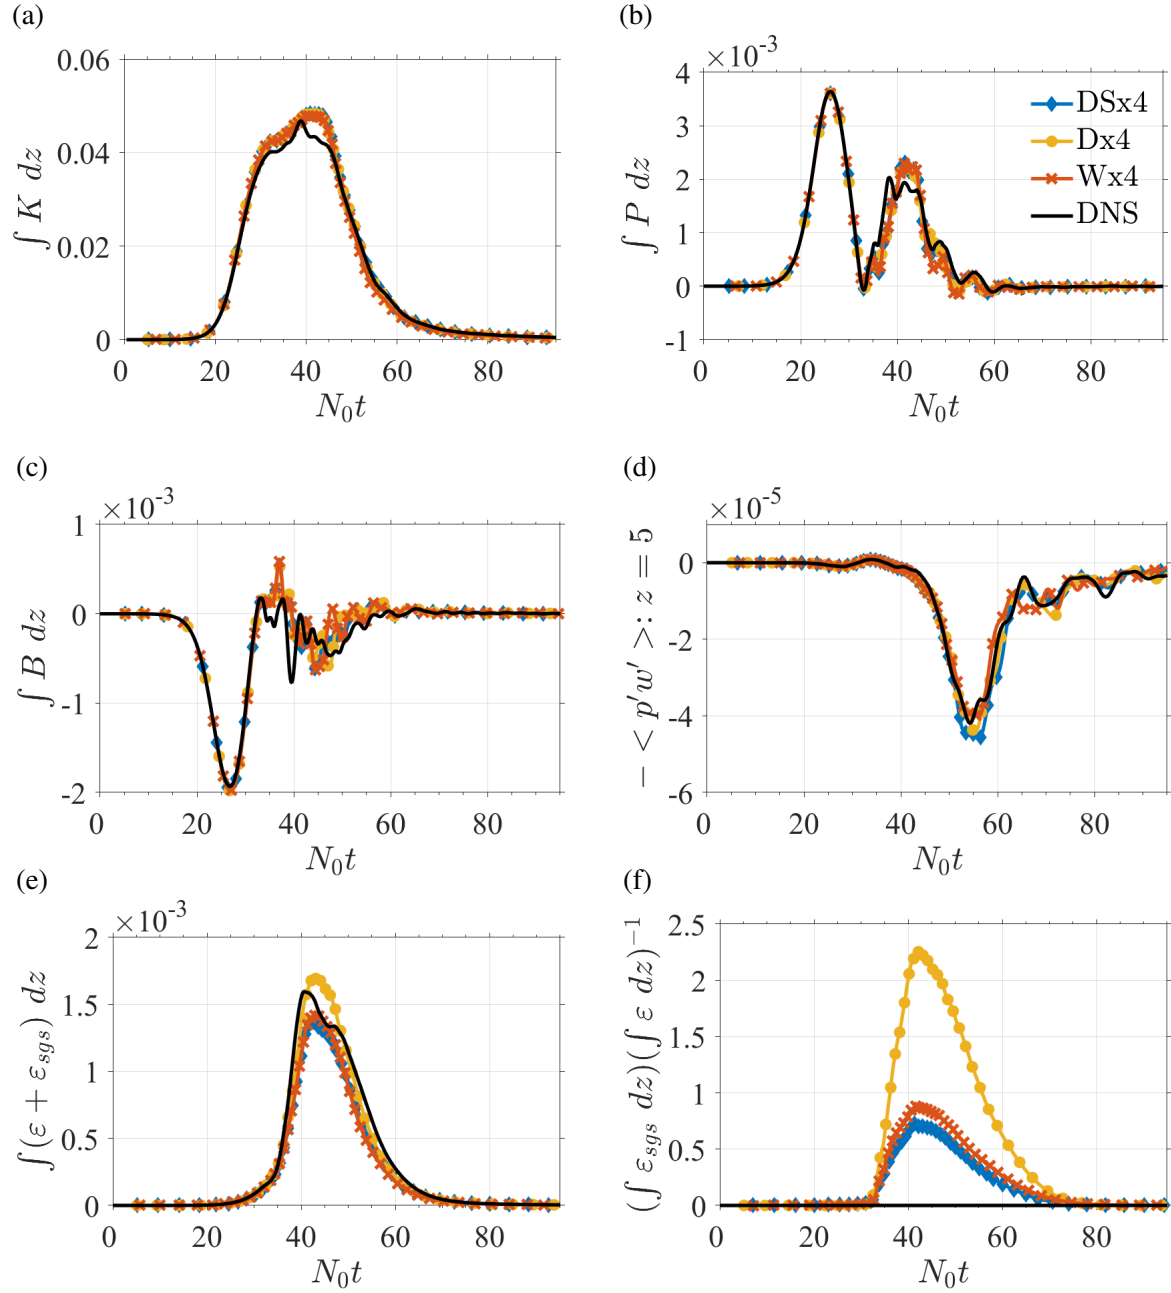 (a)
0.06
0.04
0.02
0
∫ K dz
0 20 40 60 80
N₀t
(b)
×10⁻³
4
3
2
1
0
-1
∫ P dz
DSx4
Dx4
Wx4
DNS
0 20 40 60 80
N₀t
(c)
×10⁻³
1
0
-1
-2
∫ B dz
0 20 40 60 80
N₀t
(d)
×10⁻⁵
0
-2
-4
-6
− < p′w′ >: z = 5
0 20 40 60 80
N₀t
(e)
×10⁻³
2
1.5
1
0.5
0
∫(ε + ε_sgs) dz
0 20 40 60 80
N₀t
(f)
2.5
2
1.5
1
0.5
0
(∫ ε_sgs dz)(∫ ε dz)⁻¹
0 20 40 60 80
N₀t